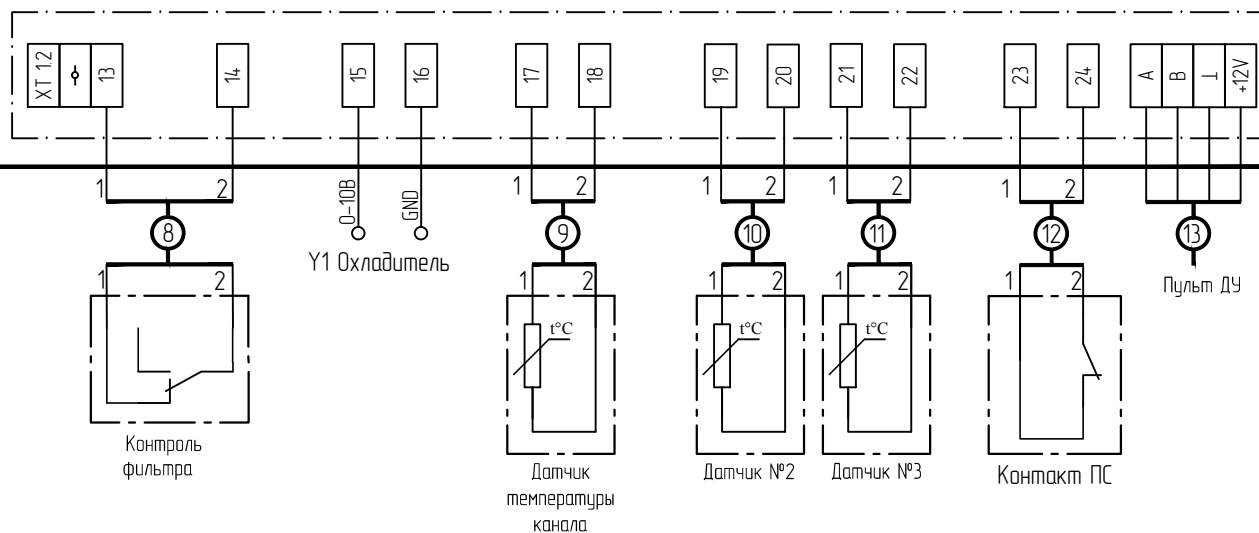 XT 1.2 13 14 15 16 17 18 19 20 21 22 23 24 A B ⊥ +12V
1 2 0-10В GND 1 2 1 2 1 2 1 2
8 9 10 11 12 13
Y1 Охладитель
Пульт ДУ
1 2 1 2 1 2 1 2 1 2
t°C t°C t°C
Контроль
фильтра
Датчик
температуры
канала
Датчик №2
Датчик №3
Контакт ПС